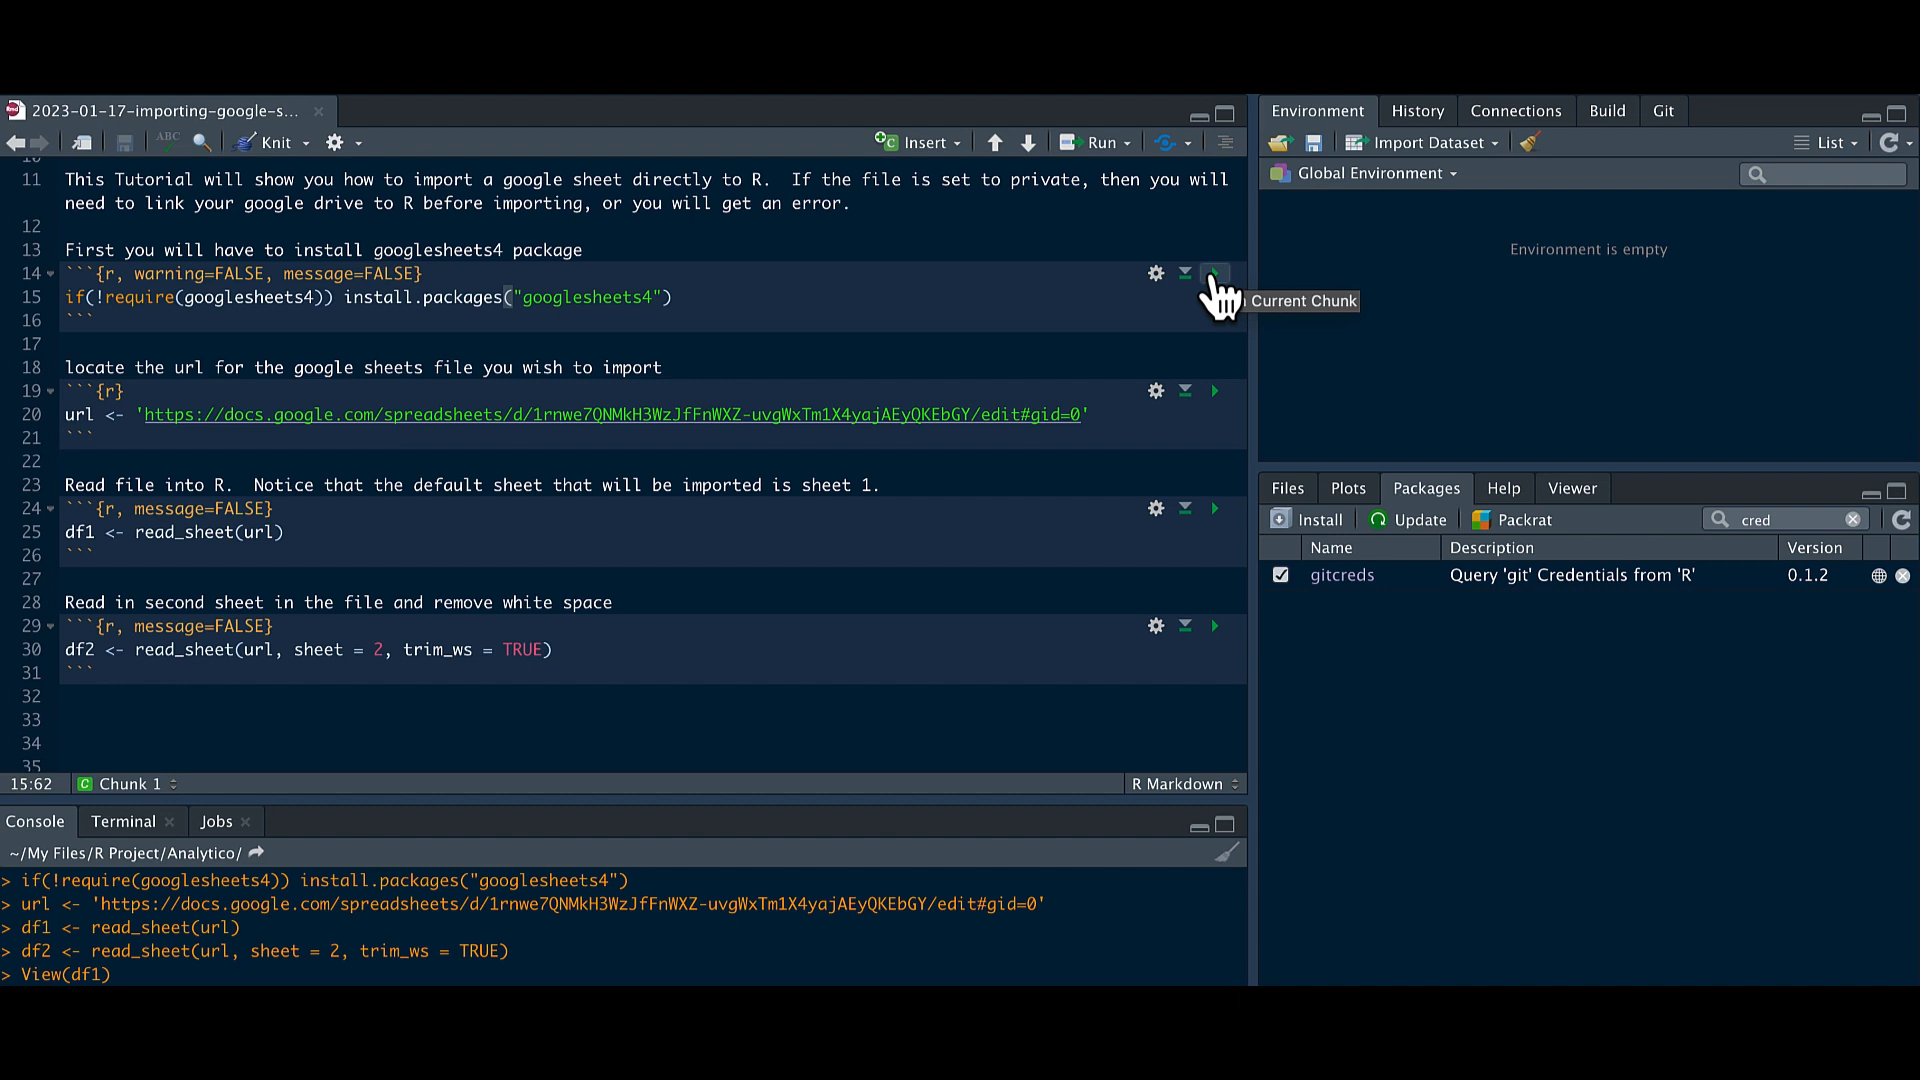 2023-01-17-importing-google-s...
ABC
Knit
Insert
Run
11 This Tutorial will show you how to import a google sheet directly to R.  If the file is set to private, then you will
need to link your google drive to R before importing, or you will get an error.
12
13 First you will have to install googlesheets4 package
14 ```{r, warning=FALSE, message=FALSE}
15 if(!require(googlesheets4)) install.packages("googlesheets4")
16 ```
Current Chunk
17
18 locate the url for the google sheets file you wish to import
19 ```{r}
20 url <- 'https://docs.google.com/spreadsheets/d/1rnwe7QNMkH3WzJfFnWXZ-uvgWxTm1X4yajAEyQKEbGY/edit#gid=0'
21 ```
22
23 Read file into R.  Notice that the default sheet that will be imported is sheet 1.
24 ```{r, message=FALSE}
25 df1 <- read_sheet(url)
26 ```
27
28 Read in second sheet in the file and remove white space
29 ```{r, message=FALSE}
30 df2 <- read_sheet(url, sheet = 2, trim_ws = TRUE)
31 ```
32
33
34
35
15:62 C Chunk 1 R Markdown
Console Terminal Jobs
~/My Files/R Project/Analytico/
> if(!require(googlesheets4)) install.packages("googlesheets4")
> url <- 'https://docs.google.com/spreadsheets/d/1rnwe7QNMkH3WzJfFnWXZ-uvgWxTm1X4yajAEyQKEbGY/edit#gid=0'
> df1 <- read_sheet(url)
> df2 <- read_sheet(url, sheet = 2, trim_ws = TRUE)
> View(df1)
Environment History Connections Build Git
Import Dataset List
Global Environment
Environment is empty
Files Plots Packages Help Viewer
Install Update Packrat cred
Name Description Version
gitcreds Query 'git' Credentials from 'R' 0.1.2